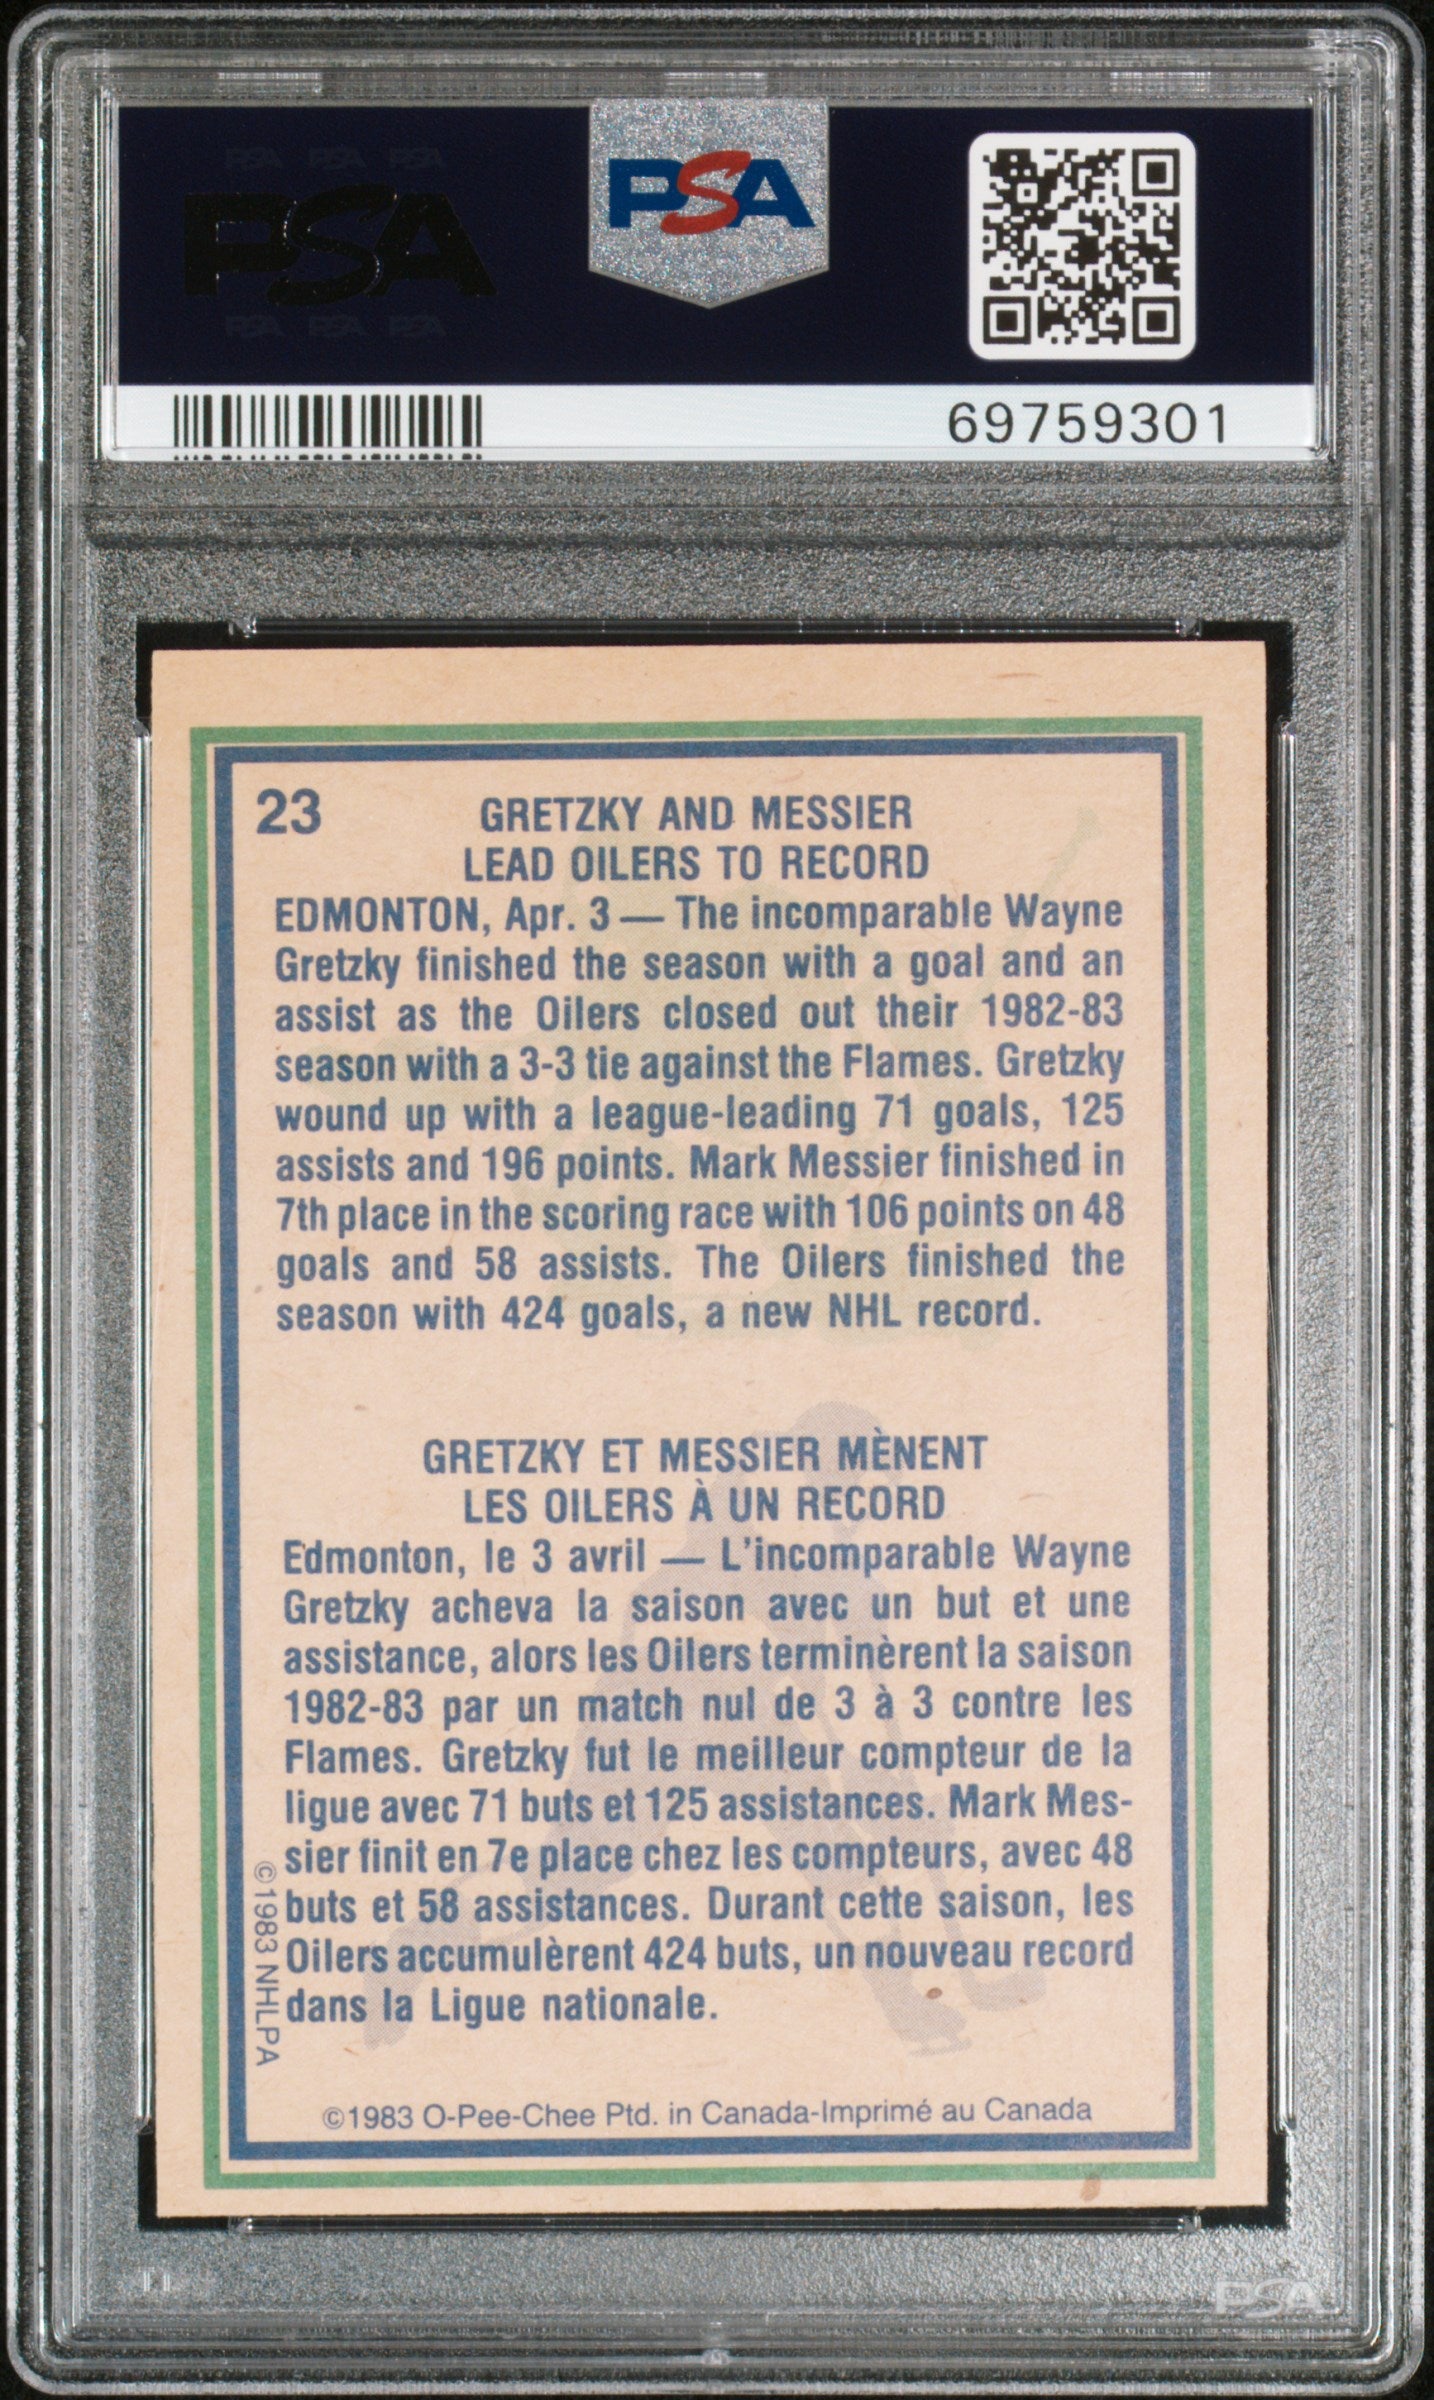 PSA PSA PSA
PSA
PSA PSA PSA
PSA
69759301
23
GRETZKY AND MESSIER
LEAD OILERS TO RECORD
EDMONTON, Apr. 3 — The incomparable Wayne
Gretzky finished the season with a goal and an
assist as the Oilers closed out their 1982-83
season with a 3-3 tie against the Flames. Gretzky
wound up with a league-leading 71 goals, 125
assists and 196 points. Mark Messier finished in
7th place in the scoring race with 106 points on 48
goals and 58 assists. The Oilers finished the
season with 424 goals, a new NHL record.
GRETZKY ET MESSIER MÈNENT
LES OILERS À UN RECORD
Edmonton, le 3 avril — L'incomparable Wayne
Gretzky acheva la saison avec un but et une
assistance, alors les Oilers terminèrent la saison
1982-83 par un match nul de 3 à 3 contre les
Flames. Gretzky fut le meilleur compteur de la
ligue avec 71 buts et 125 assistances. Mark Mes-
sier finit en 7e place chez les compteurs, avec 48
buts et 58 assistances. Durant cette saison, les
Oilers accumulèrent 424 buts, un nouveau record
dans la Ligue nationale.
©1983 NHLPA
©1983 O-Pee-Chee Ptd. in Canada-Imprimé au Canada
PSA